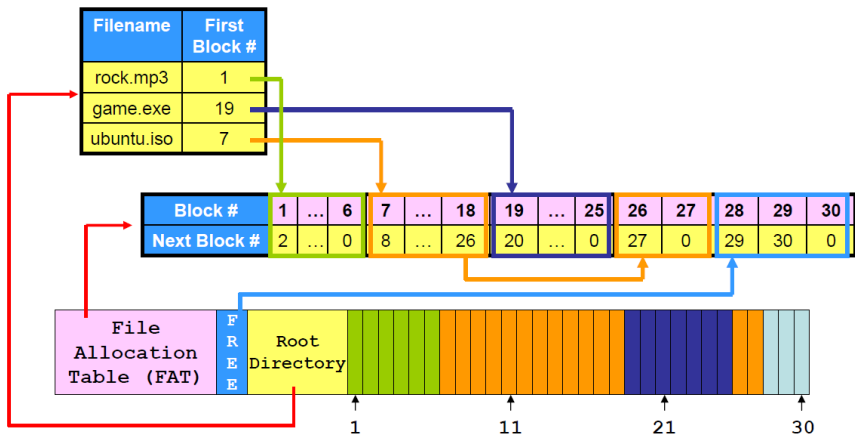 Filename First Block #
rock.mp3 1
game.exe 19
ubuntu.iso 7
Block # 1 ... 6 7 ... 18 19 ... 25 26 27 28 29 30
Next Block # 2 ... 0 8 ... 26 20 ... 0 27 0 29 30 0
File
Allocation
Table (FAT)
FREE
Root
Directory
1 11 21 30